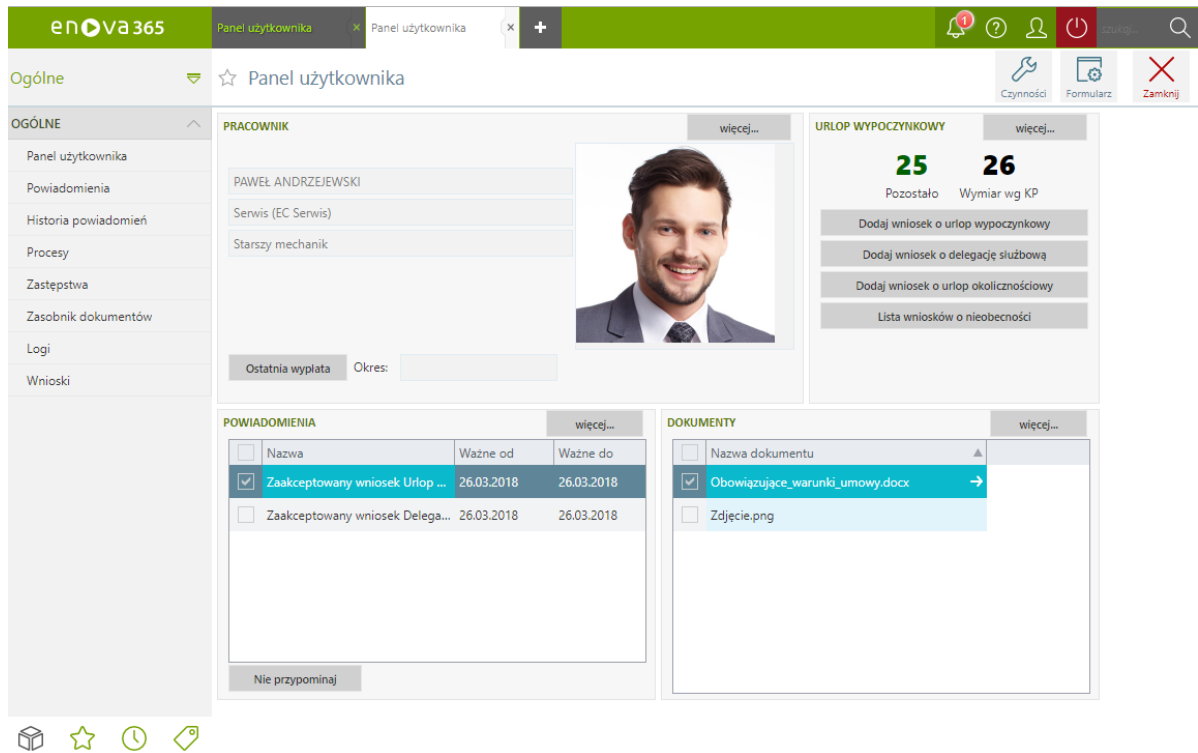 enova365
Panel użytkownika ×
Panel użytkownika ×
+
1
szukaj...
Ogólne
Panel użytkownika
Czynności
Formularz
Zamknij
OGÓLNE
Panel użytkownika
Powiadomienia
Historia powiadomień
Procesy
Zastępstwa
Zasobnik dokumentów
Logi
Wnioski
PRACOWNIK
więcej...
PAWEŁ ANDRZEJEWSKI
Serwis (EC Serwis)
Starszy mechanik
Ostatnia wypłata Okres:
URLOP WYPOCZYNKOWY
więcej...
25 26
Pozostało Wymiar wg KP
Dodaj wniosek o urlop wypoczynkowy
Dodaj wniosek o delegację służbową
Dodaj wniosek o urlop okolicznościowy
Lista wniosków o nieobecności
POWIADOMIENIA
więcej...
Nazwa Ważne od Ważne do
Zaakceptowany wniosek Urlop ... 26.03.2018 26.03.2018
Zaakceptowany wniosek Delega... 26.03.2018 26.03.2018
Nie przypominaj
DOKUMENTY
więcej...
Nazwa dokumentu
Obowiązujące_warunki_umowy.docx
Zdjęcie.png